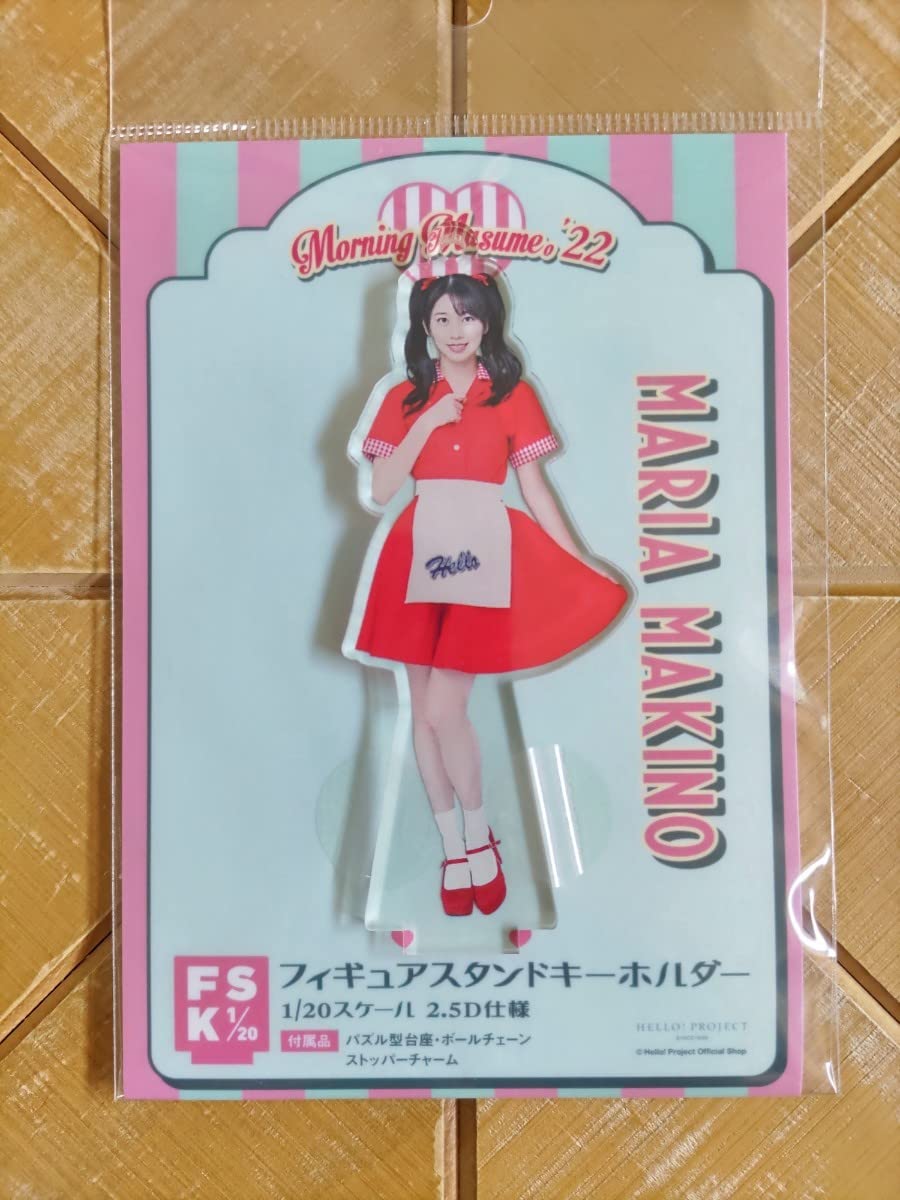 Morning Musume。'22
MARIA MAKINO
Hello
FS
K1/20
フィギュアスタンドキーホルダー
1/20スケール 2.5D仕様
付属品 パズル型台座・ボールチェーン
ストッパーチャーム
HELLO! PROJECT
©Hello! Project Official Shop